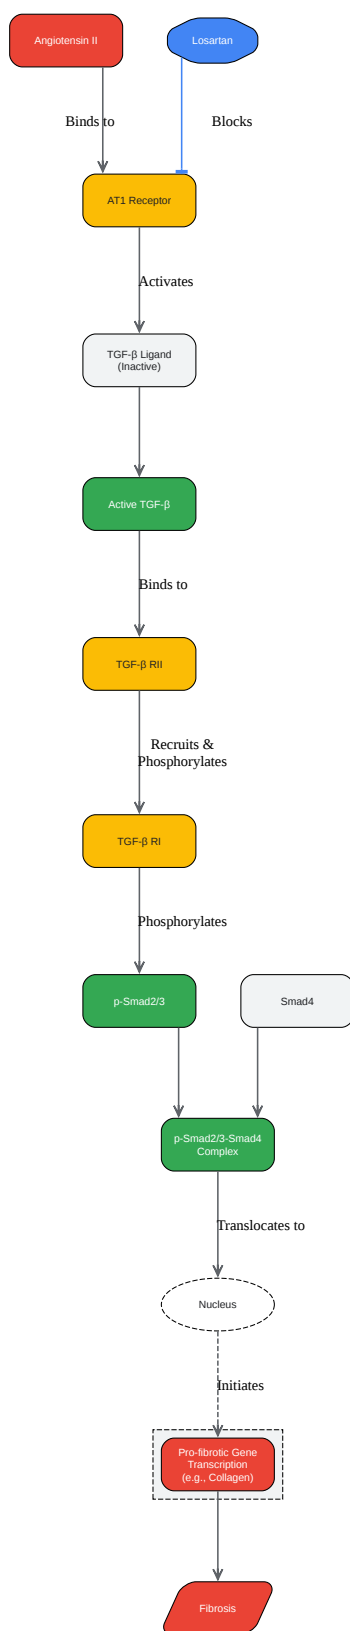 Angiotensin II
Losartan
Binds to
Blocks
AT1 Receptor
Activates
TGF-β Ligand
(Inactive)
Active TGF-β
Binds to
TGF-β RII
Recruits &
Phosphorylates
TGF-β RI
Phosphorylates
p-Smad2/3
Smad4
p-Smad2/3-Smad4
Complex
Translocates to
Nucleus
Initiates
Pro-fibrotic Gene
Transcription
(e.g., Collagen)
Fibrosis